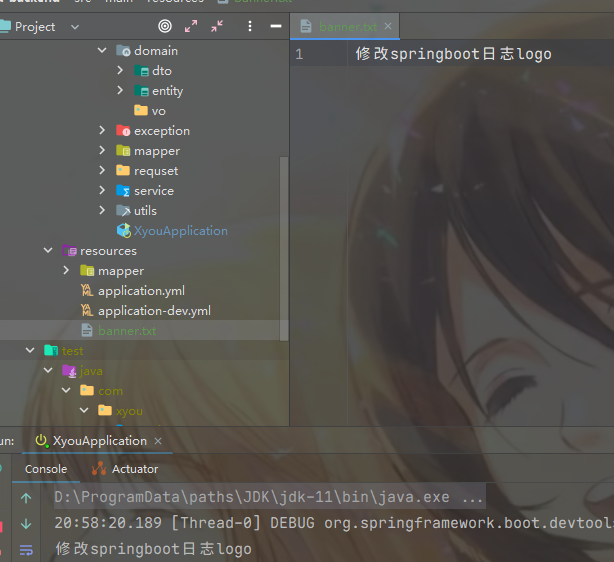 backend src main resources
Project
banner.txt
domain
dto
entity
vo
exception
mapper
requset
service
utils
XyouApplication
resources
mapper
application.yml
application-dev.yml
banner.txt
test
java
com
xyou
1 修改springboot日志logo
un: XyouApplication
Console Actuator
D:\ProgramData\paths\JDK\jdk-11\bin\java.exe ...
20:58:20.189 [Thread-0] DEBUG org.springframework.boot.devtool
修改springboot日志logo